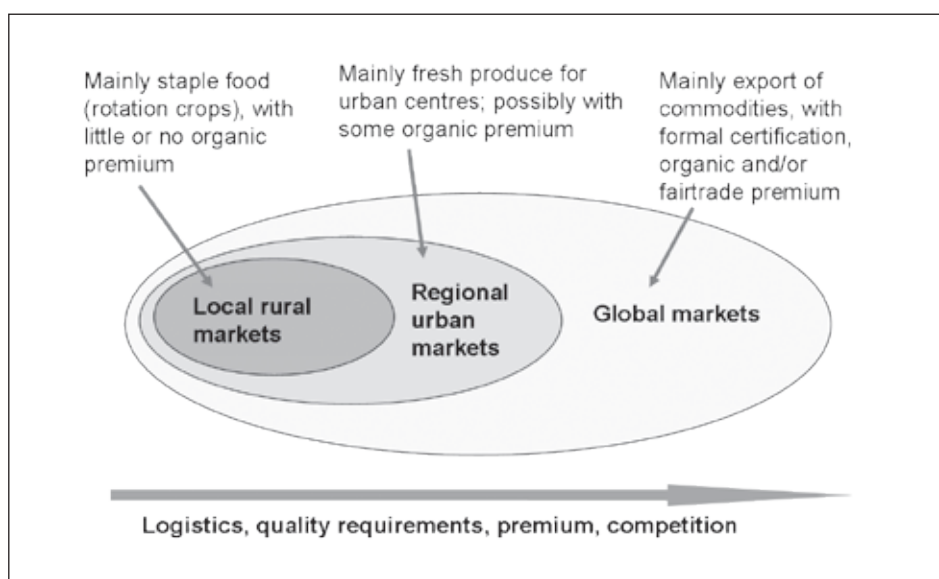 Mainly staple food
(rotation crops), with
little or no organic
premium
Mainly fresh produce for
urban centres; possibly with
some organic premium
Mainly export of
commodities, with
formal certification,
organic and/or
fairtrade premium
Local rural
markets
Regional
urban
markets
Global markets
Logistics, quality requirements, premium, competition